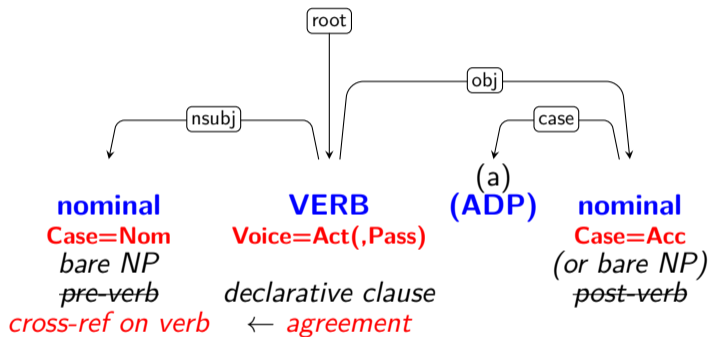 root
obj
nsubj
case
(a)
nominal VERB (ADP) nominal
Case=Nom Voice=Act(,Pass) Case=Acc
bare NP (or bare NP)
pre-verb declarative clause post-verb
cross-ref on verb ← agreement